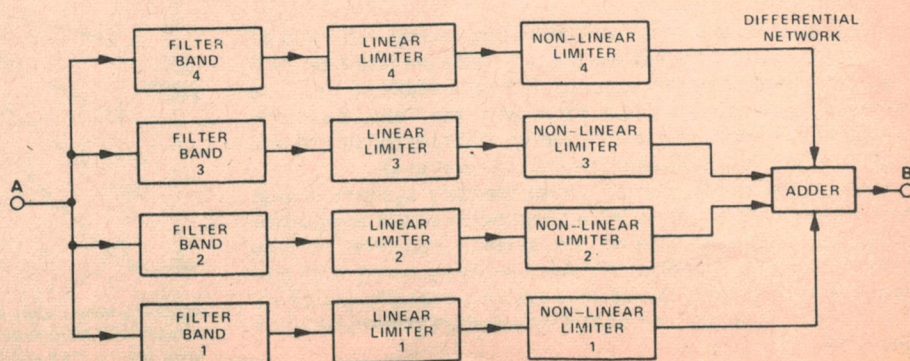 DIFFERENTIAL
NETWORK
FILTER
BAND
4
LINEAR
LIMITER
4
NON-LINEAR
LIMITER
4
FILTER
BAND
3
LINEAR
LIMITER
3
NON-LINEAR
LIMITER
3
A
ADDER
B
FILTER
BAND
2
LINEAR
LIMITER
2
NON-LINEAR
LIMITER
2
FILTER
BAND
1
LINEAR
LIMITER
1
NON-LINEAR
LIMITER
1